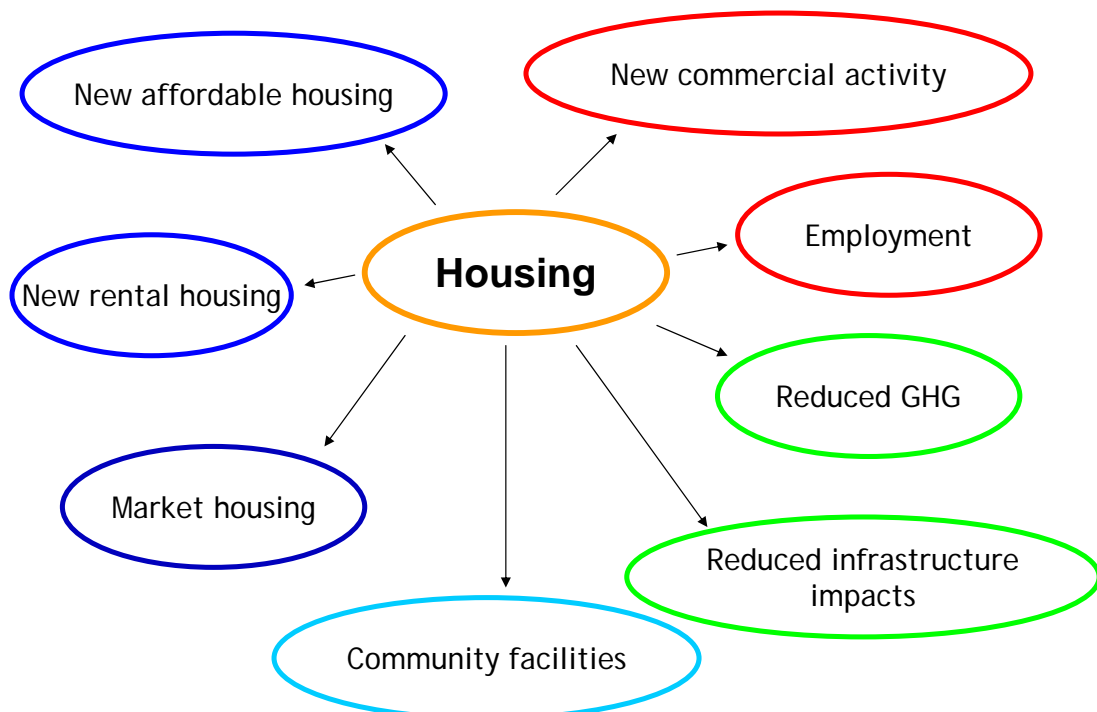 New affordable housing
New commercial activity
Employment
Housing
New rental housing
Reduced GHG
Market housing
Reduced infrastructure
impacts
Community facilities